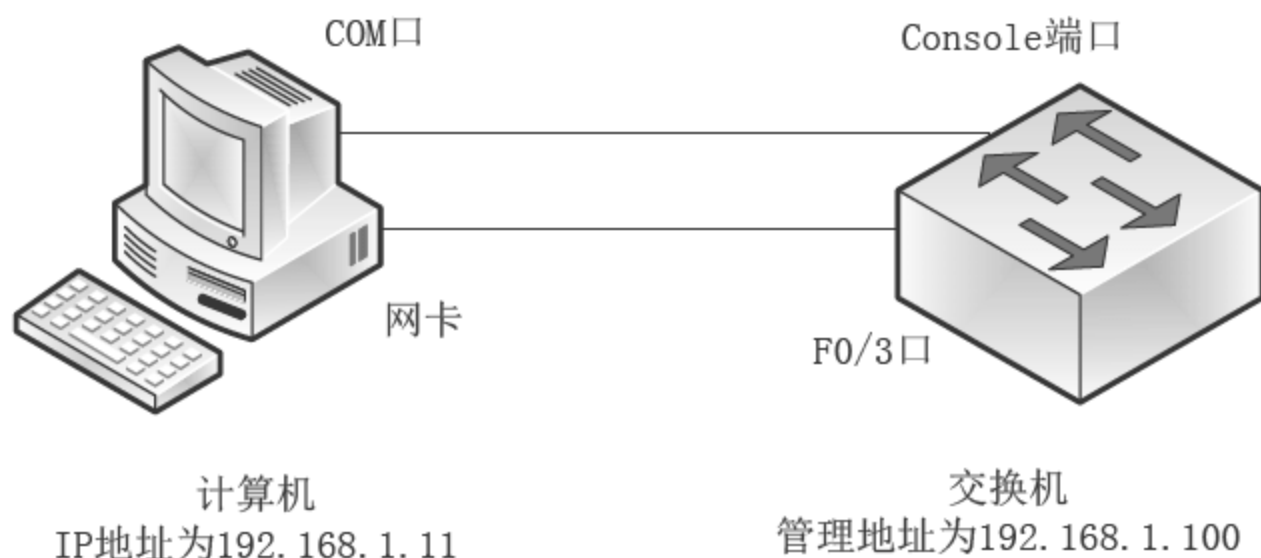 COM口
Console端口
网卡
F0/3口
计算机
IP地址为192.168.1.11
交换机
管理地址为192.168.1.100